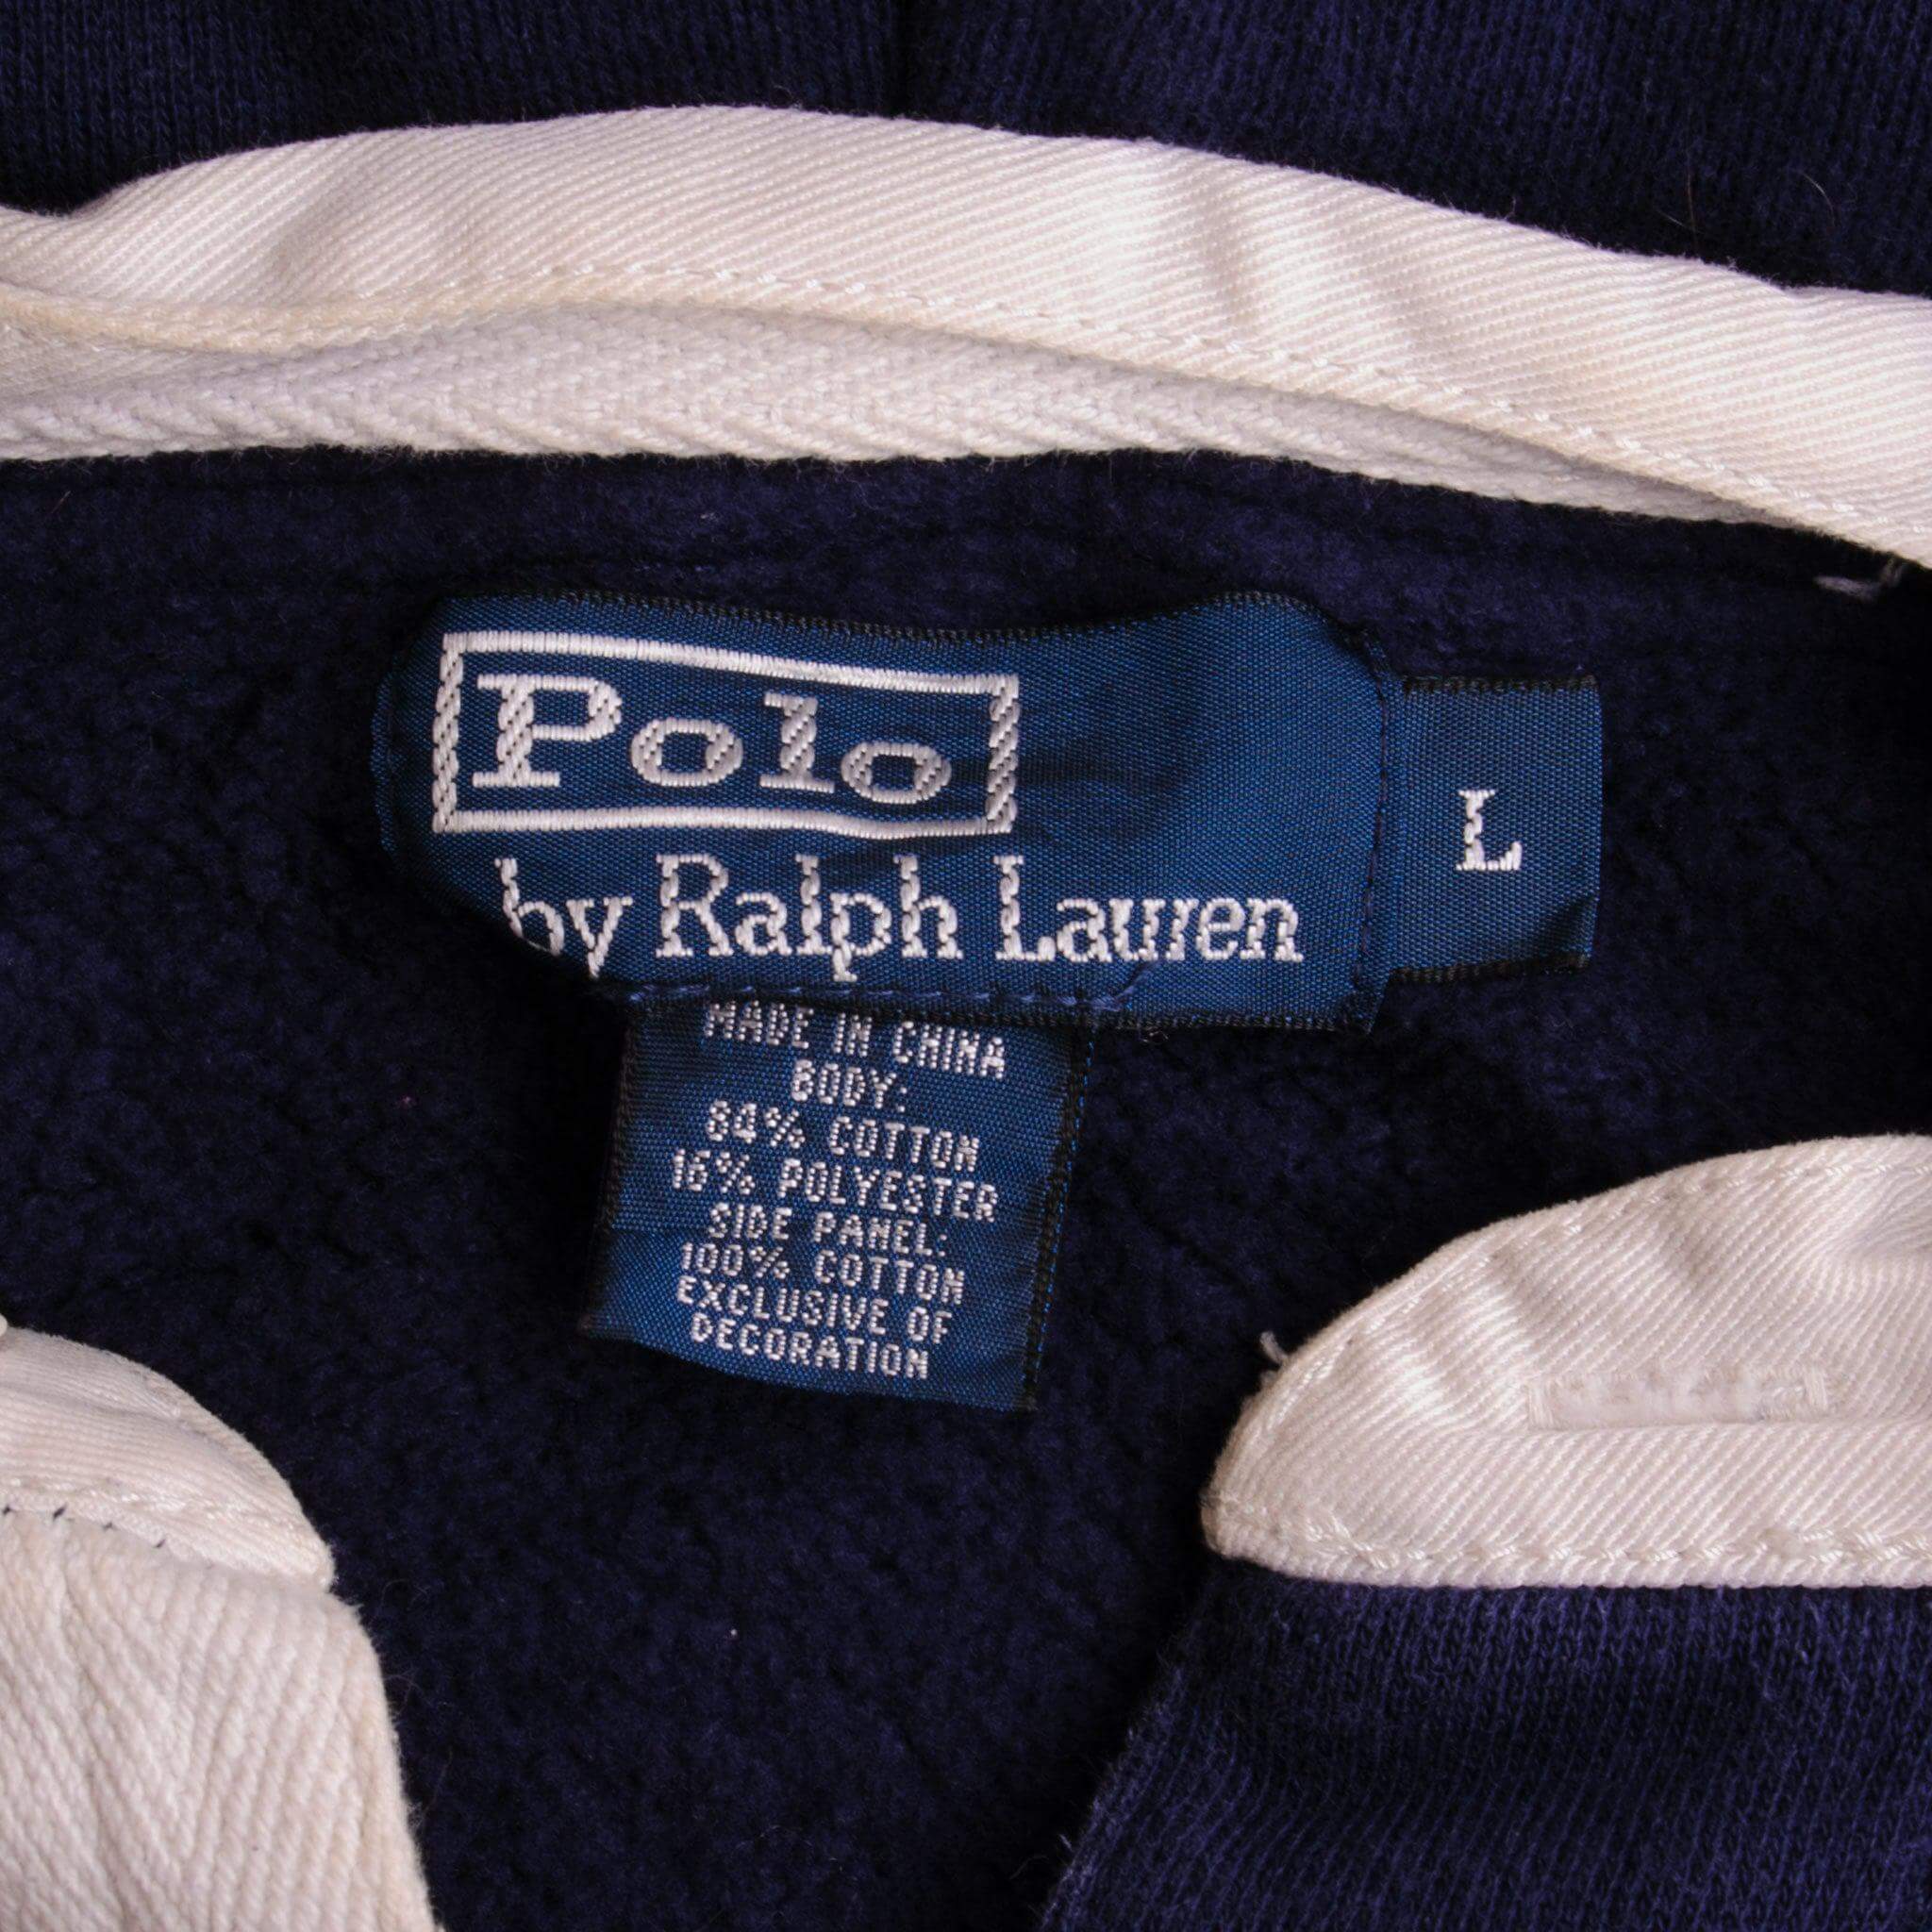 Polo
by Ralph Lauren
L
MADE IN CHINA
BODY:
84% COTTON
16% POLYESTER
SIDE PANEL:
100% COTTON
EXCLUSIVE OF
DECORATION